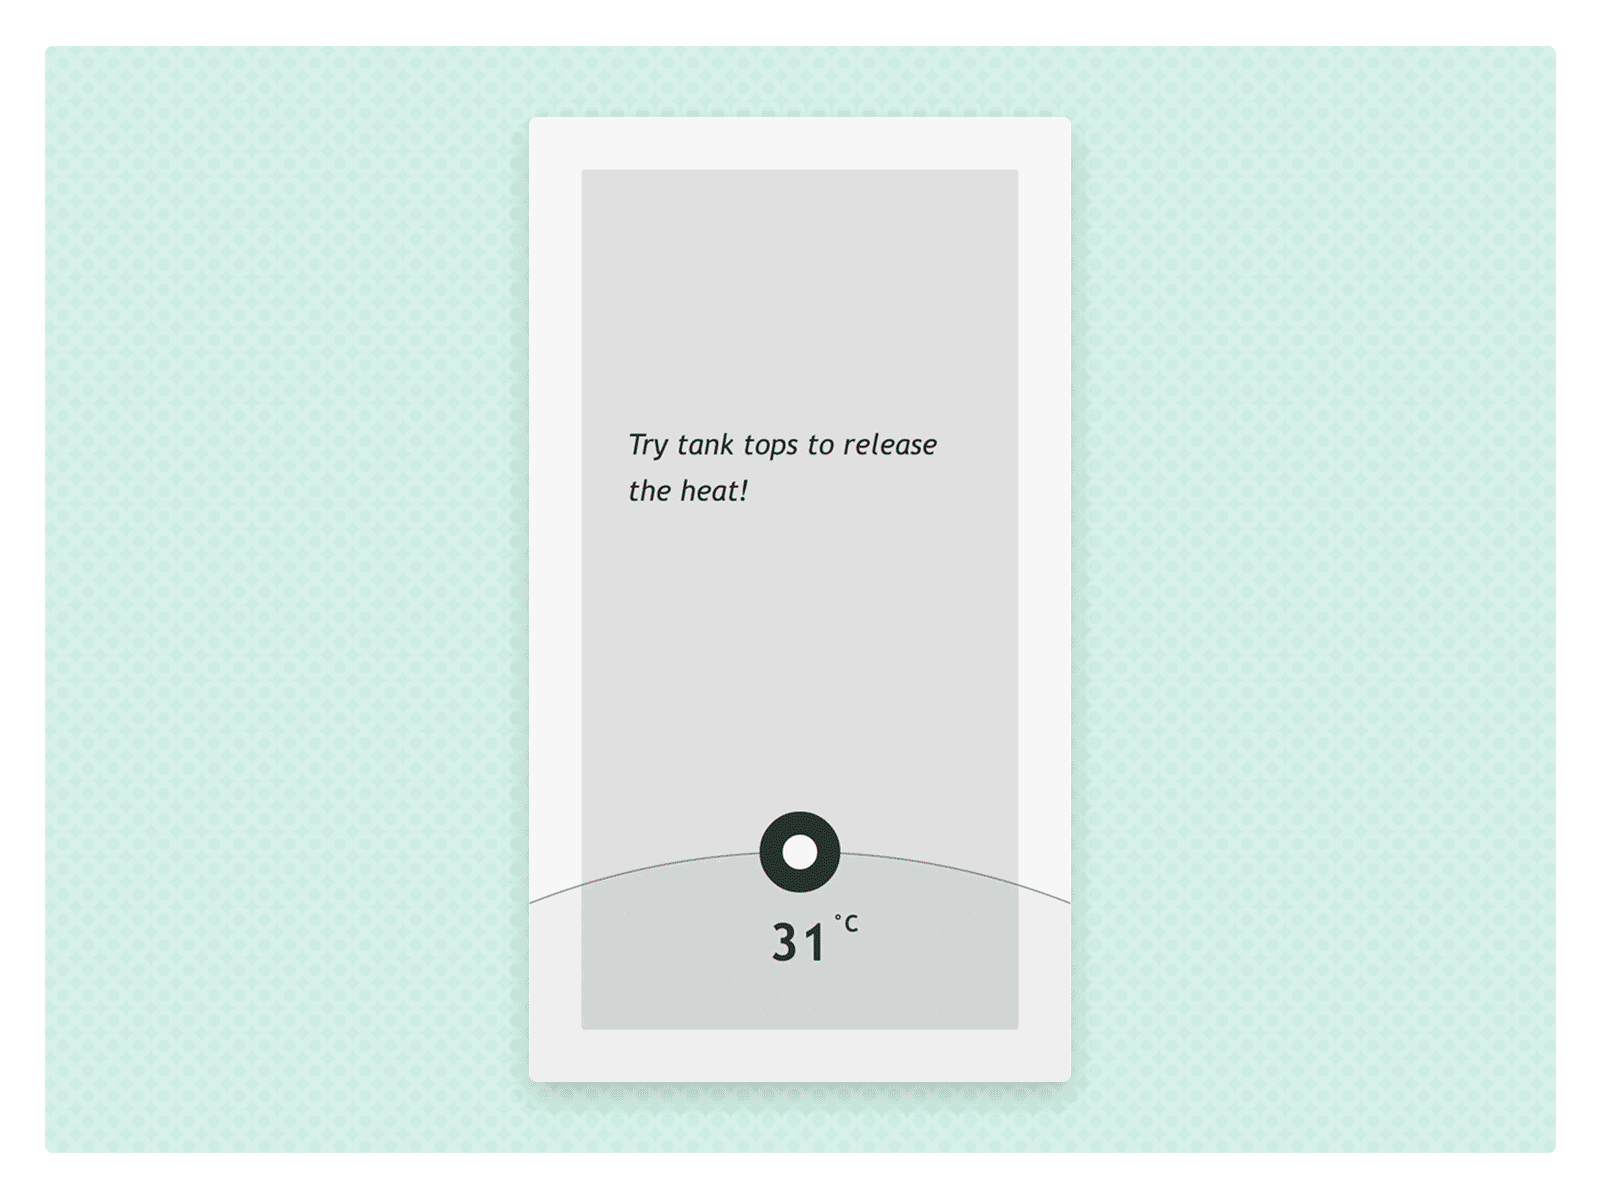 Try tank tops to release
the heat!
31 °C